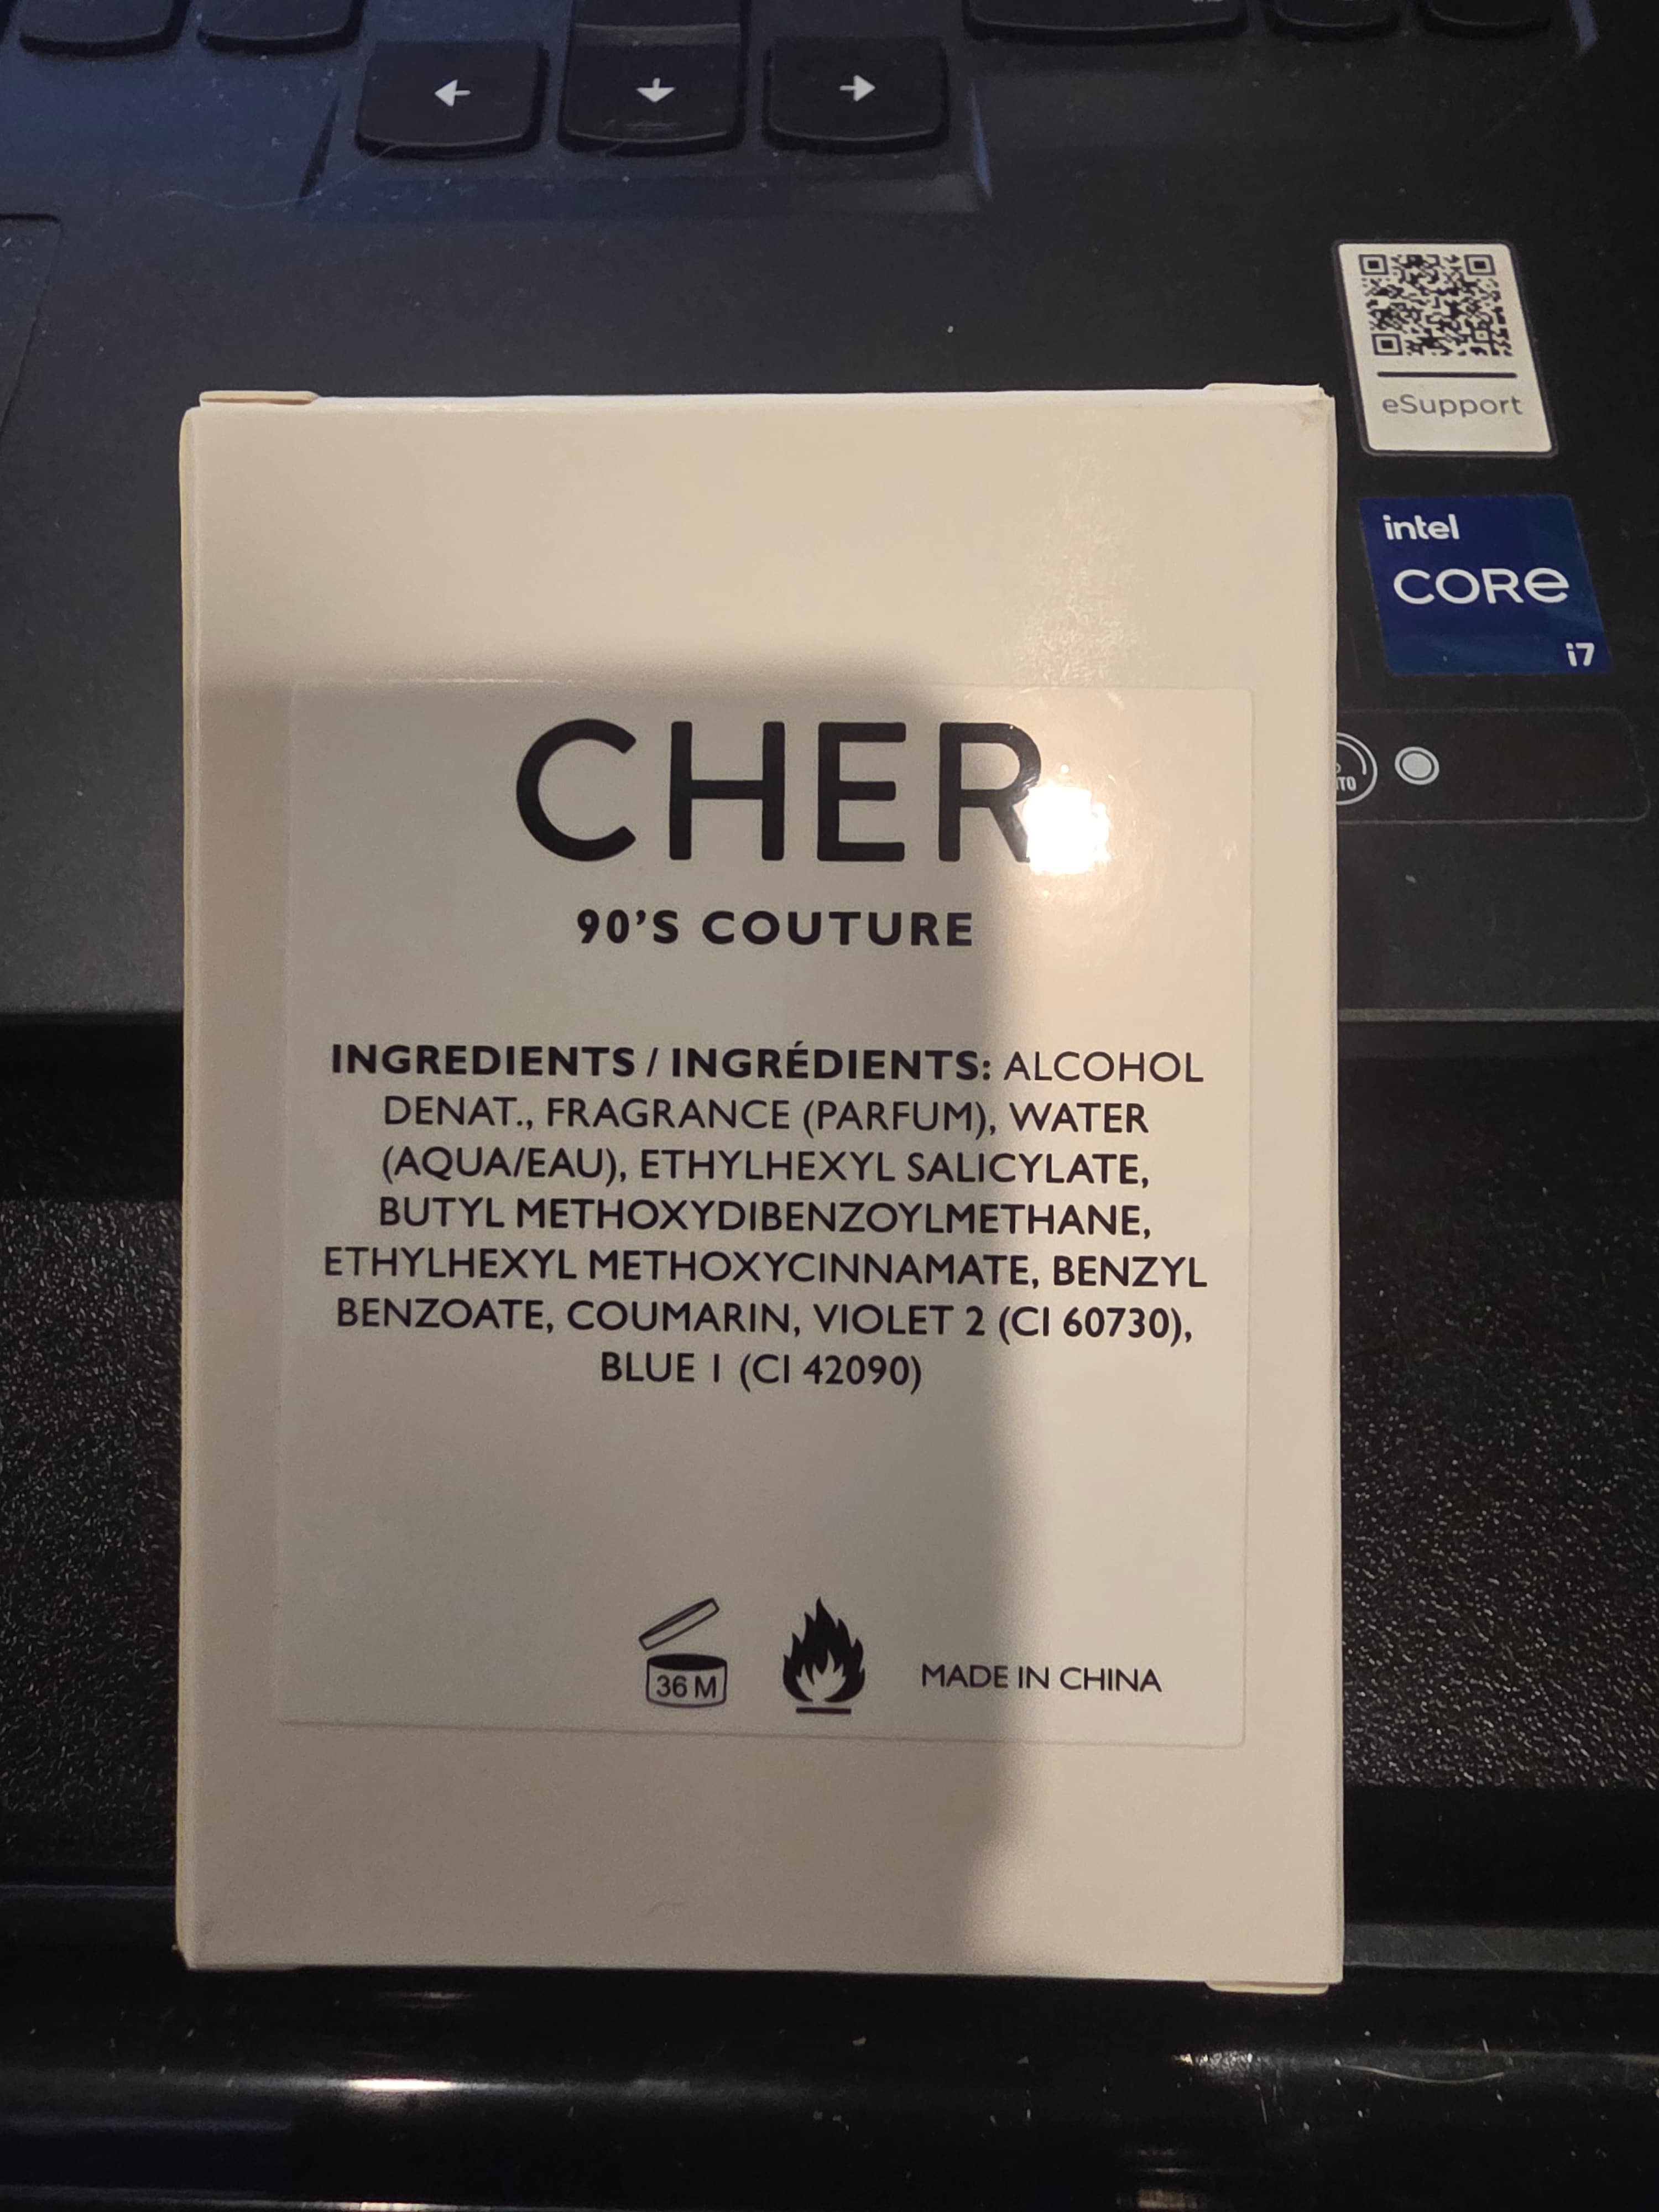 ←
↓
→
eSupport
intel
CORe
i7
CHER
90'S COUTURE
INGREDIENTS / INGRÉDIENTS: ALCOHOL
DENAT., FRAGRANCE (PARFUM), WATER
(AQUA/EAU), ETHYLHEXYL SALICYLATE,
BUTYL METHOXYDIBENZOYLMETHANE,
ETHYLHEXYL METHOXYCINNAMATE, BENZYL
BENZOATE, COUMARIN, VIOLET 2 (CI 60730),
BLUE 1 (CI 42090)
36 M
MADE IN CHINA